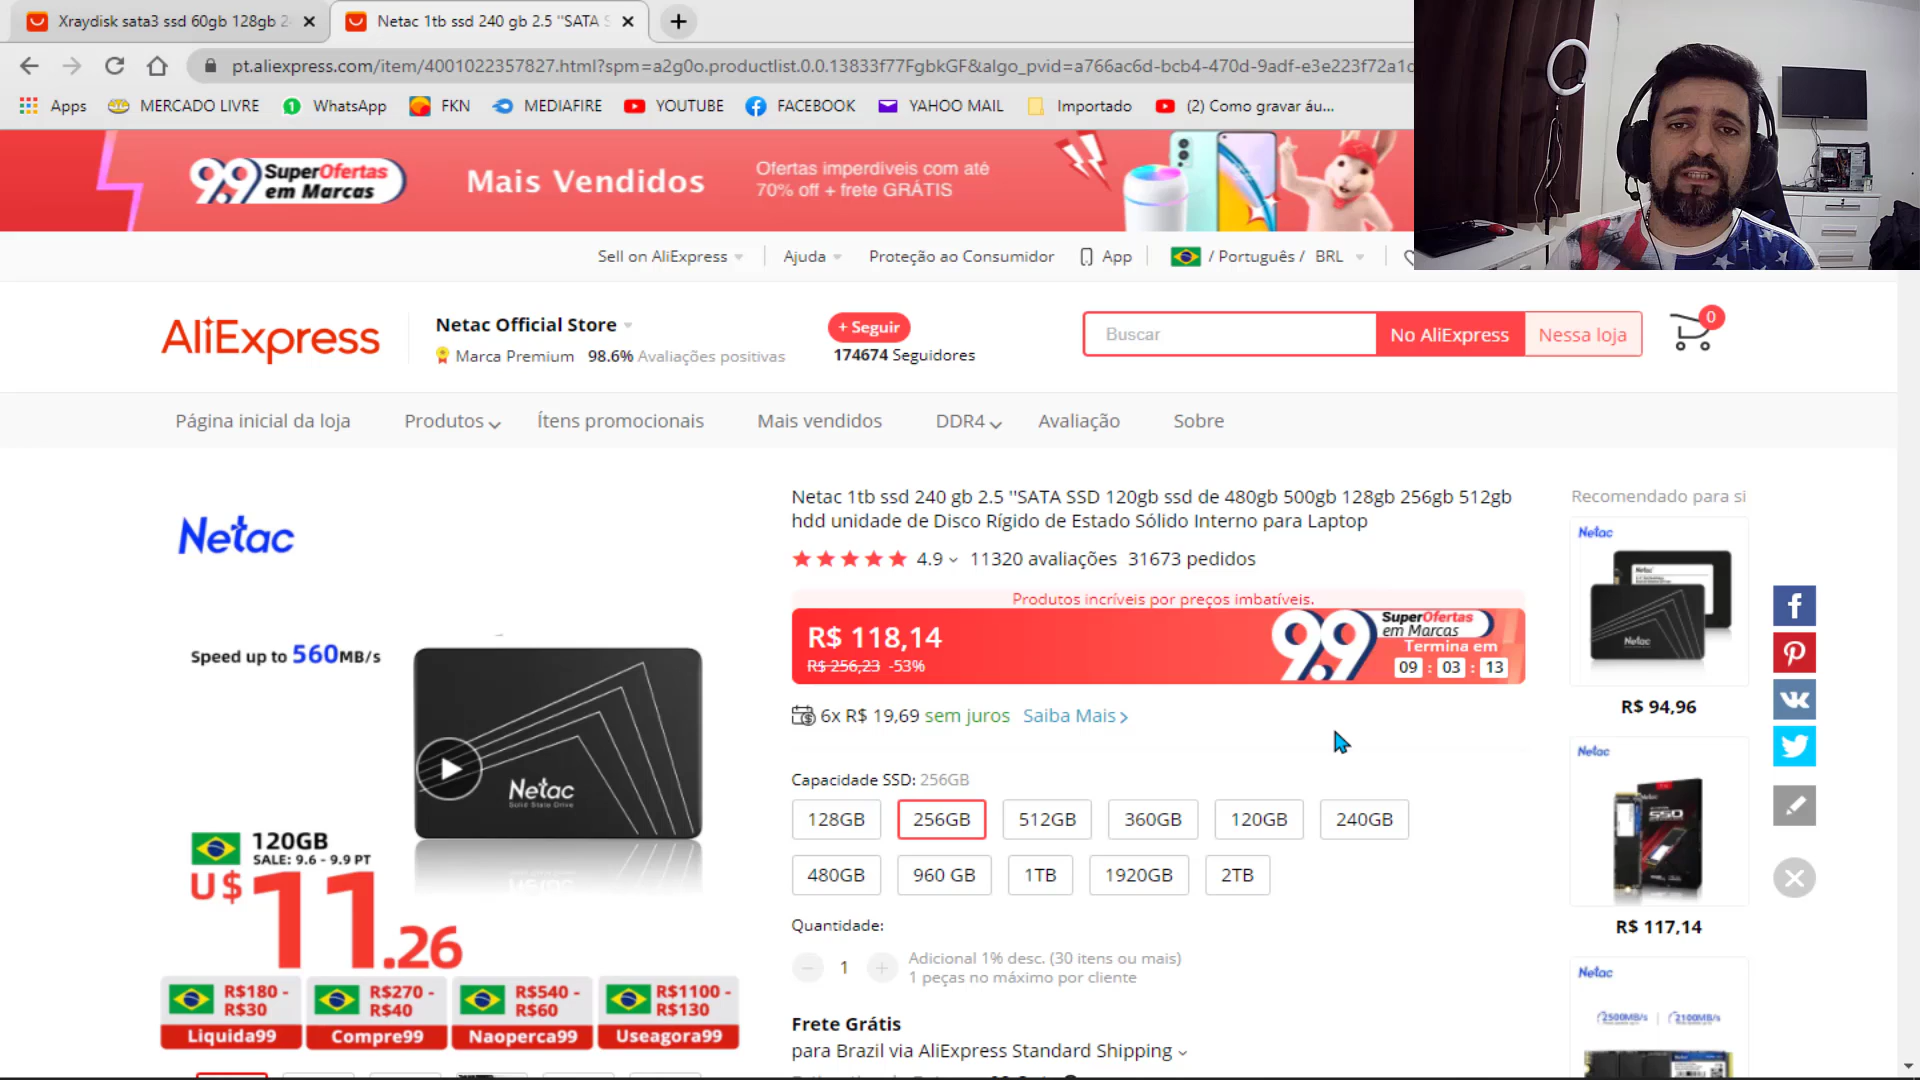 Xraydisk sata3 ssd 60gb 128gb 2
Netac 1tb ssd 240 gb 2.5 ''SATA S
pt.aliexpress.com/item/4001022357827.html?spm=a2g0o.productlist.0.0.13833f77FgbkGF&algo_pvid=a766ac6d-bcb4-470d-9adf-e3e223f72a1c
Apps MERCADO LIVRE WhatsApp FKN MEDIAFIRE YOUTUBE FACEBOOK YAHOO MAIL Importado (2) Como gravar áu...
9.9 SuperOfertas em Marcas
Mais Vendidos
Ofertas imperdíveis com até
70% off + frete GRÁTIS
Sell on AliExpress Ajuda Proteção ao Consumidor App / Português / BRL
AliExpress
Netac Official Store
Marca Premium 98.6% Avaliações positivas
+ Seguir
174674 Seguidores
Buscar
No AliExpress
Nessa loja
0
Página inicial da loja Produtos Ítens promocionais Mais vendidos DDR4 Avaliação Sobre
Netac
Speed up to 560MB/s
Netac
Solid State Drive
120GB
SALE: 9.6 - 9.9 PT
U$ 11.26
R$180 -
R$30
Liquida99
R$270 -
R$40
Compre99
R$540 -
R$60
Naoperca99
R$1100 -
R$130
Useagora99
Netac 1tb ssd 240 gb 2.5 ''SATA SSD 120gb ssd de 480gb 500gb 128gb 256gb 512gb
hdd unidade de Disco Rígido de Estado Sólido Interno para Laptop
4.9 11320 avaliações 31673 pedidos
Produtos incríveis por preços imbatíveis.
R$ 118,14
R$ 256,23 -53%
9.9 SuperOfertas
em Marcas
Termina em
09 : 03 : 13
6x R$ 19,69 sem juros Saiba Mais
Capacidade SSD: 256GB
128GB 256GB 512GB 360GB 120GB 240GB
480GB 960 GB 1TB 1920GB 2TB
Quantidade:
1
Adicional 1% desc. (30 itens ou mais)
1 peças no máximo por cliente
Frete Grátis
para Brazil via AliExpress Standard Shipping
Recomendado para si
Netac
Netac
R$ 94,96
Netac
SSD
R$ 117,14
Netac
2500MB/s 2100MB/s